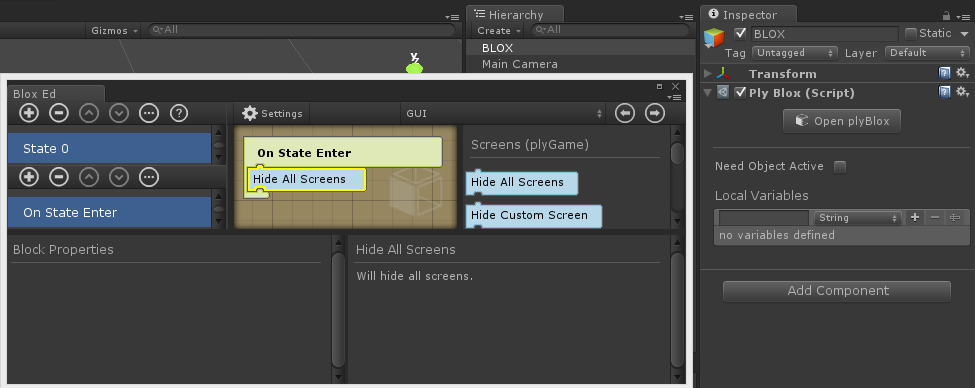 Gizmos
All
Hierarchy
Create
All
BLOX
Main Camera
y
z
Inspector
BLOX
Static
Tag
Untagged
Layer
Default
Transform
Ply Blox (Script)
Open plyBlox
Need Object Active
Local Variables
String
no variables defined
Add Component
Blox Ed
Settings
GUI
State 0
On State Enter
On State Enter
Hide All Screens
Screens (plyGame)
Hide All Screens
Hide Custom Screen
Block Properties
Hide All Screens
Will hide all screens.